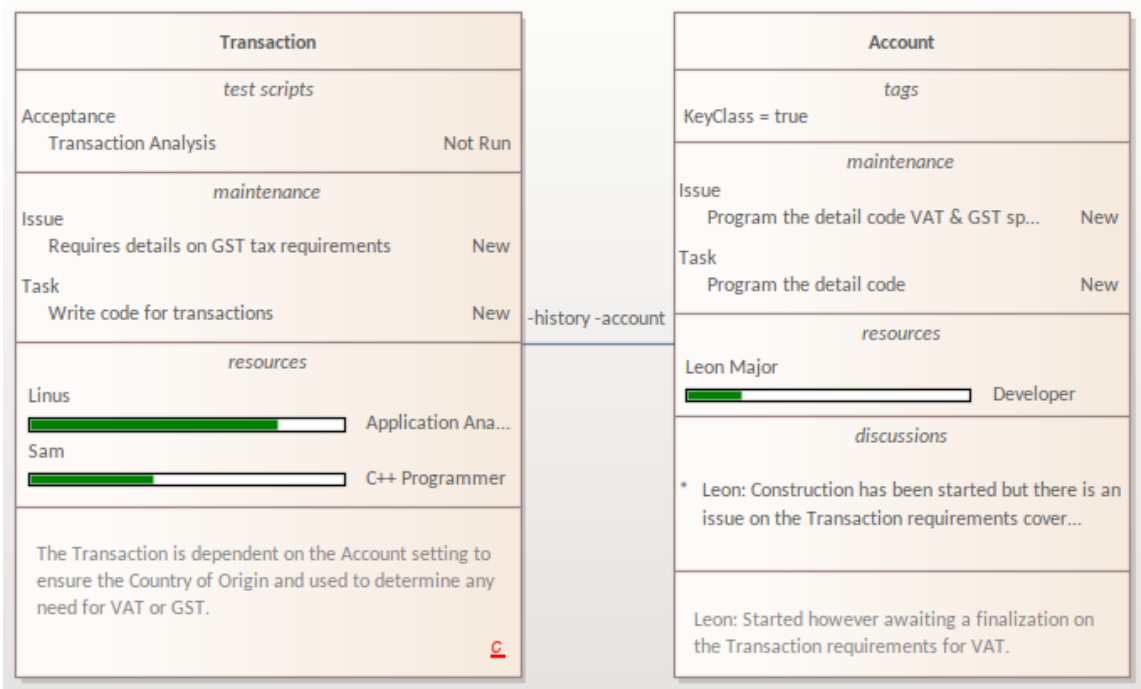 Transaction
test scripts
Acceptance
Transaction Analysis Not Run
maintenance
Issue
Requires details on GST tax requirements New
Task
Write code for transactions New
resources
Linus
Application Ana...
Sam
C++ Programmer
The Transaction is dependent on the Account setting to
ensure the Country of Origin and used to determine any
need for VAT or GST.
C
-history -account
Account
tags
KeyClass = true
maintenance
Issue
Program the detail code VAT & GST sp... New
Task
Program the detail code New
resources
Leon Major
Developer
discussions
* Leon: Construction has been started but there is an
issue on the Transaction requirements cover...
Leon: Started however awaiting a finalization on
the Transaction requirements for VAT.